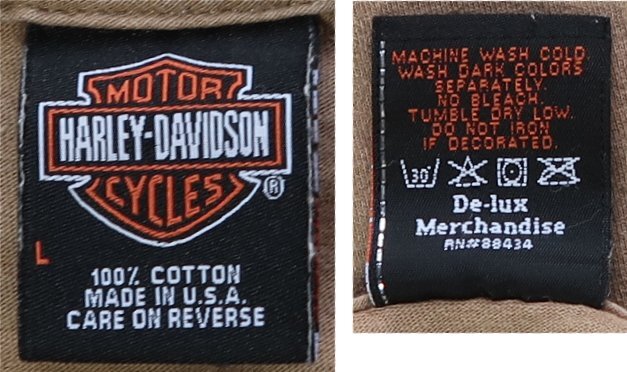 MOTOR
HARLEY-DAVIDSON
CYCLES
®
L
100% COTTON
MADE IN U.S.A.
CARE ON REVERSE
MACHINE WASH COLD.
WASH DARK COLORS
SEPARATELY.
NO BLEACH.
TUMBLE DRY LOW.
DO NOT IRON
IF DECORATED.
30°
De-lux
Merchandise
RN#88434